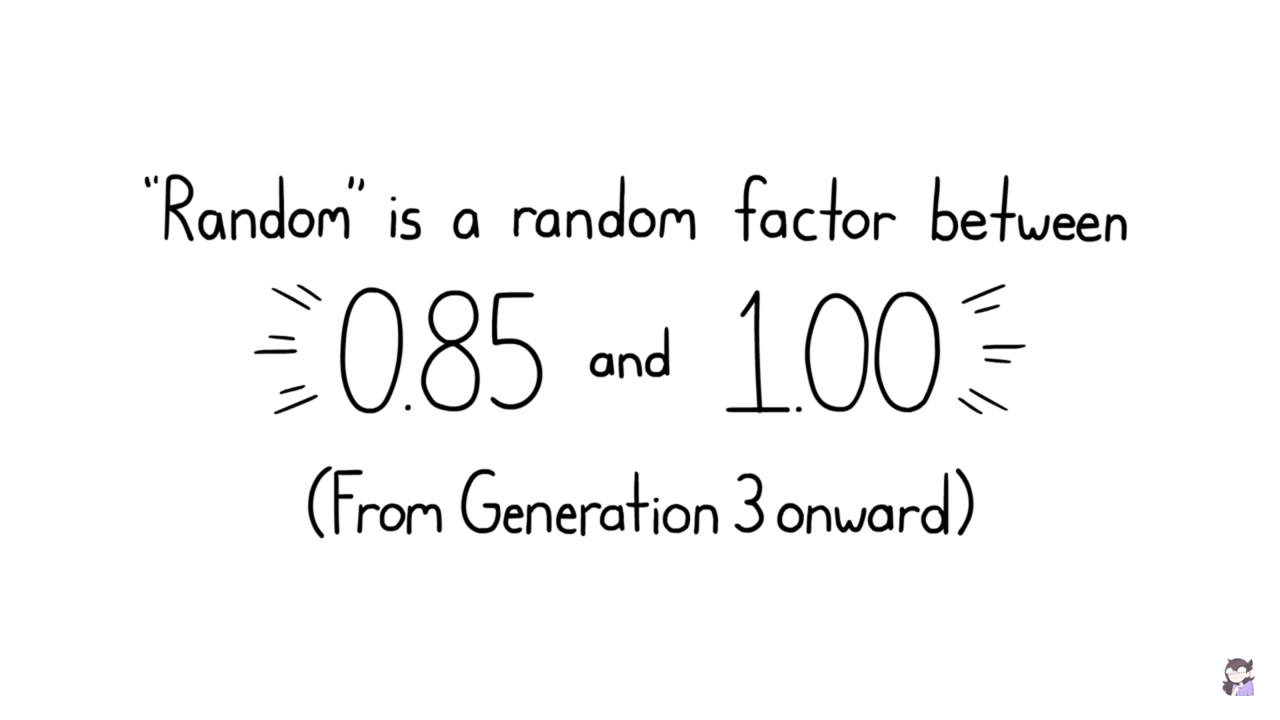 "Random" is a random factor between
0.85 and 1.00
(From Generation 3 onward)